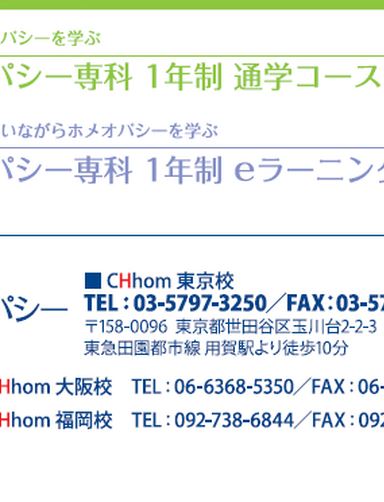 パシーを学ぶ
パシー専科 1年制 通学コース
いながらホメオパシーを学ぶ
パシー専科 1年制 eラーニング
パシー
■ CHhom 東京校
TEL：03-5797-3250／FAX：03-57
〒158-0096 東京都世田谷区玉川台2-2-3
東急田園都市線 用賀駅より徒歩10分
Hhom 大阪校 TEL：06-6368-5350／FAX：06-
Hhom 福岡校 TEL：092-738-6844／FAX：092